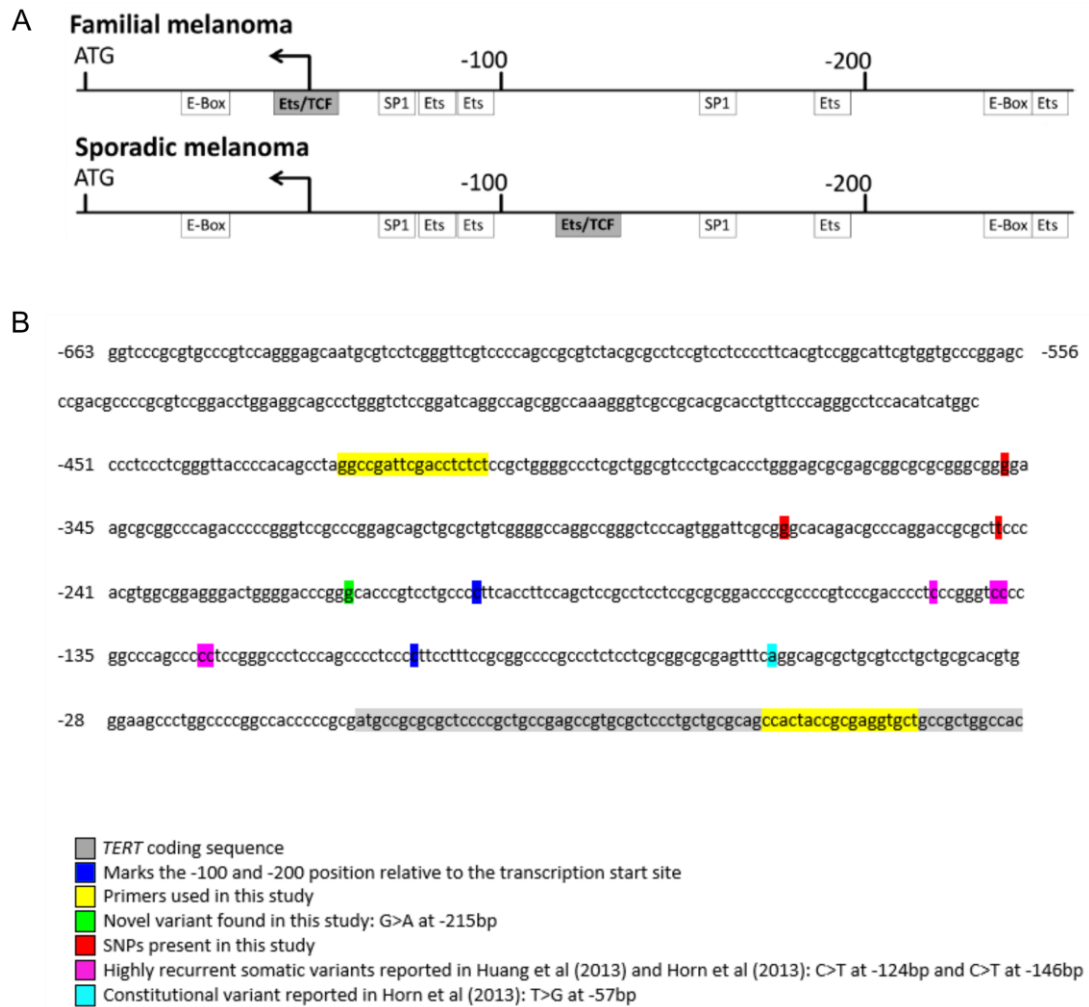 A
Familial melanoma
ATG -100 -200
E-Box Ets/TCF SP1 Ets Ets SP1 Ets E-Box Ets
Sporadic melanoma
ATG -100 -200
E-Box SP1 Ets Ets Ets/TCF SP1 Ets E-Box Ets
B
-663 ggtcccgcgtgcccgtccagggagcaatgcgtcctcgggttcgtccccagccgcgtctacgcgcctccgtcctccccttcacgtccggcattcgtggtgcccggagc -556
ccgacgccccgcgtccggacctggaggcagccctgggtctccggatcaggccagcggccaaagggtcgccgcacgcacctgttcccagggcctccacatcatggc
-451 ccctccctcgggttaccccacagcctaggccgattcgacctctctccgctggggccctcgctggcgtccctgcaccctgggagcgcgagcggcgcgcgggcgggga
-345 agcgcggcccagacccccgggtccgcccggagcagctgcgctgtcggggccaggccgggctcccagtggattcgcgggcacagacgcccaggaccgcgcttccc
-241 acgtggcggagggactggggacccgggcacccgtcctgccccttcaccttccagctccgcctcctccgcgcggaccccgccccgtcccgacccctcccgggtcccc
-135 ggcccagccccctccgggccctcccagcccctccccttcctttccgcggccccgccctctcctcgcggcgcgagtttcaggcagcgctgcgtcctgctgcgcacgtg
-28 ggaagccctggccccggccacccccgcgatgccgcgcgctccccgctgccgagccgtgcgctccctgctgcgcagccactaccgcgaggtgctgccgctggccac
TERT coding sequence
Marks the -100 and -200 position relative to the transcription start site
Primers used in this study
Novel variant found in this study: G>A at -215bp
SNPs present in this study
Highly recurrent somatic variants reported in Huang et al (2013) and Horn et al (2013): C>T at -124bp and C>T at -146bp
Constitutional variant reported in Horn et al (2013): T>G at -57bp